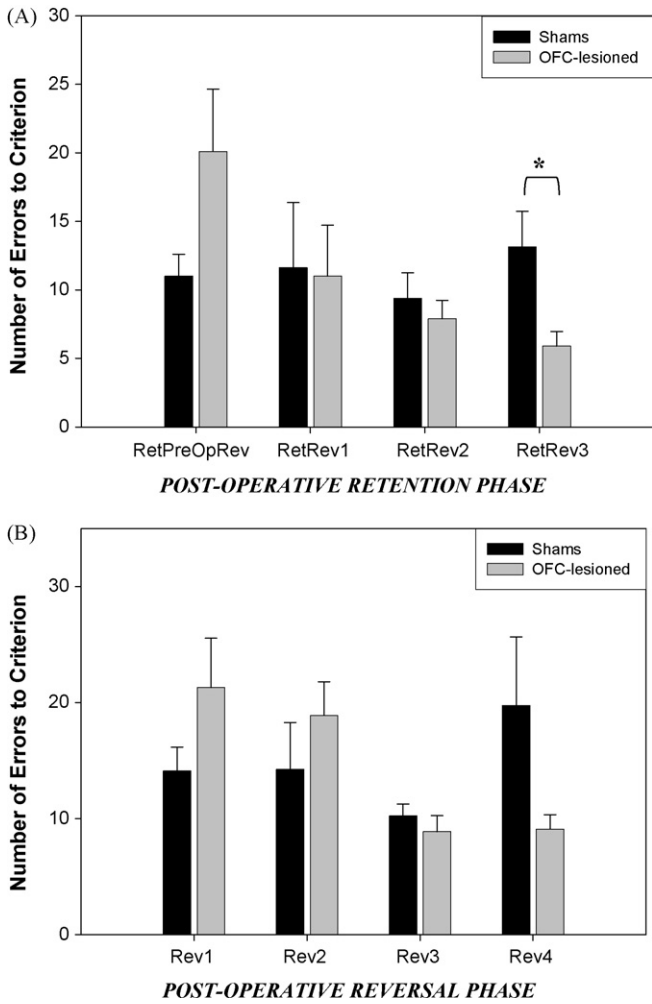 (A)
30
25
20
15
10
5
0
Number of Errors to Criterion
Shams
OFC-lesioned
*
RetPreOpRev RetRev1 RetRev2 RetRev3
POST-OPERATIVE RETENTION PHASE
(B)
30
20
10
0
Number of Errors to Criterion
Shams
OFC-lesioned
Rev1 Rev2 Rev3 Rev4
POST-OPERATIVE REVERSAL PHASE